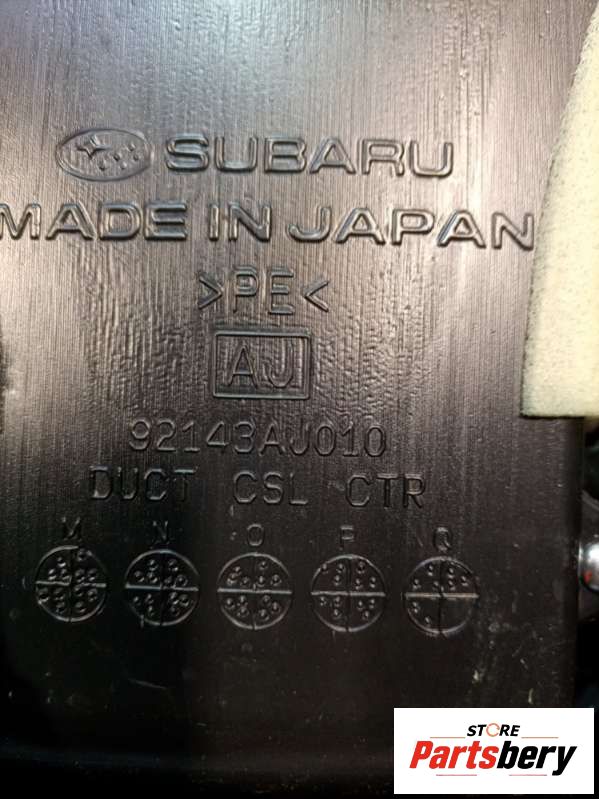 SUBARU
MADE IN JAPAN
>PE<
AJ
92143AJ010
DUCT CSL CTR
M N O P Q
STORE
Partsbery